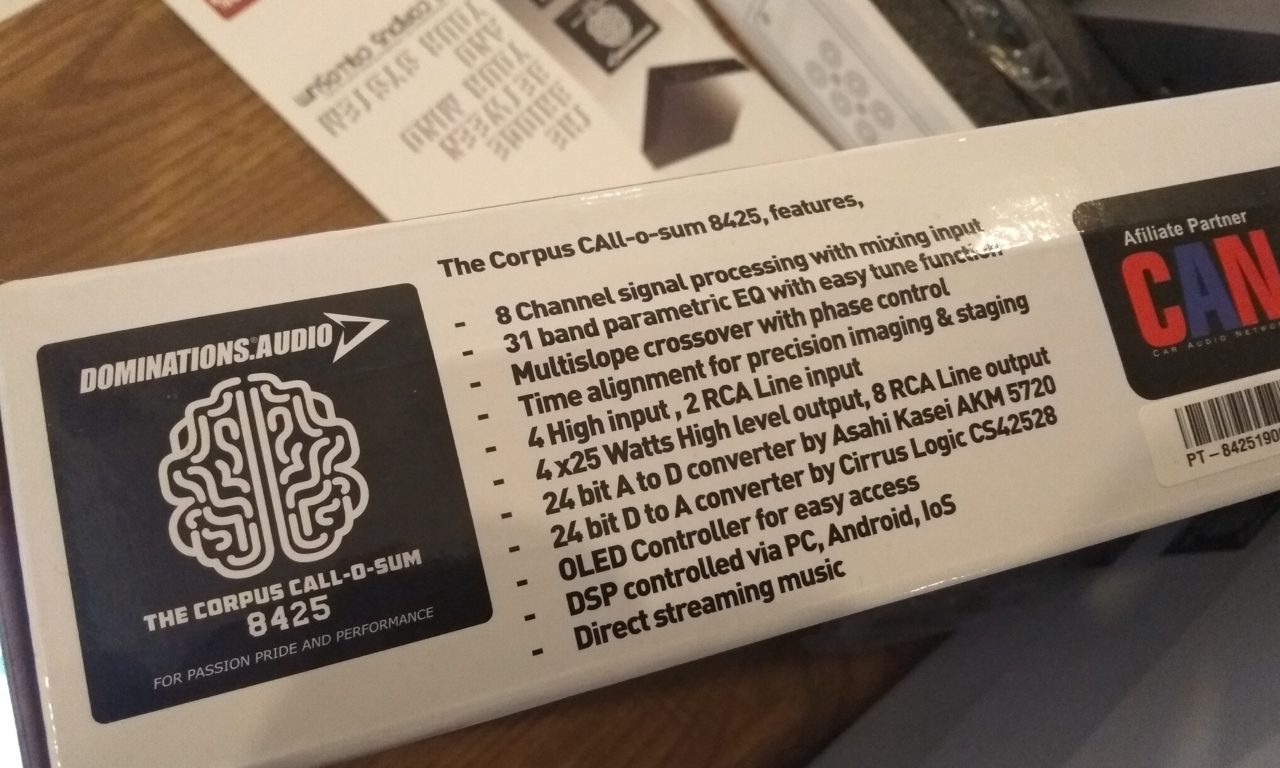 The Corpus CAll-o-sum 8425, features,
- 8 Channel signal processing with mixing input
- 31 band parametric EQ with easy tune function
- Multislope crossover with phase control
- Time alignment for precision imaging & staging
- 4 High input , 2 RCA Line input
- 4 x25 Watts High level output, 8 RCA Line output
- 24 bit A to D converter by Asahi Kasei AKM 5720
- 24 bit D to A converter by Cirrus Logic CS42528
- OLED Controller for easy access
- DSP controlled via PC, Android, IoS
- Direct streaming music
DOMINATIONS.AUDIO
THE CORPUS CALL-O-SUM
8425
FOR PASSION PRIDE AND PERFORMANCE
Afiliate Partner
CAN
CAR AUDIO
PT-8425190